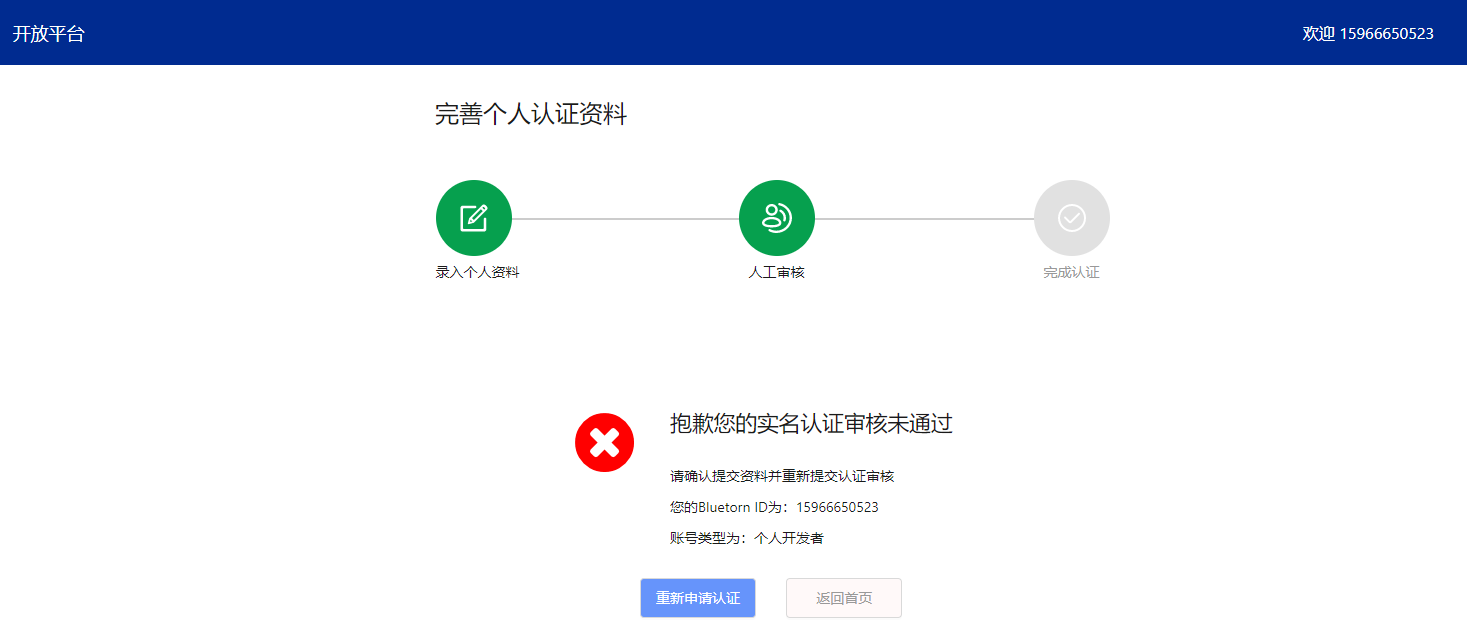 开放平台
欢迎 15966650523
完善个人认证资料
录入个人资料
人工审核
完成认证
抱歉您的实名认证审核未通过
请确认提交资料并重新提交认证审核
您的Bluetorn ID为：15966650523
账号类型为：个人开发者
重新申请认证
返回首页